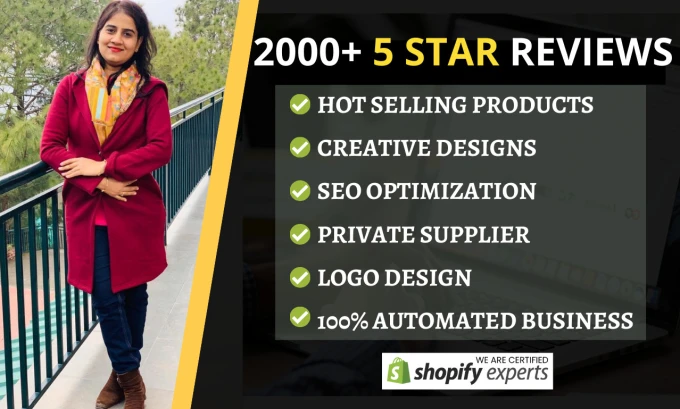 2000+ 5 STAR REVIEWS
HOT SELLING PRODUCTS
CREATIVE DESIGNS
SEO OPTIMIZATION
PRIVATE SUPPLIER
LOGO DESIGN
100% AUTOMATED BUSINESS
WE ARE CERTIFIED
shopify experts